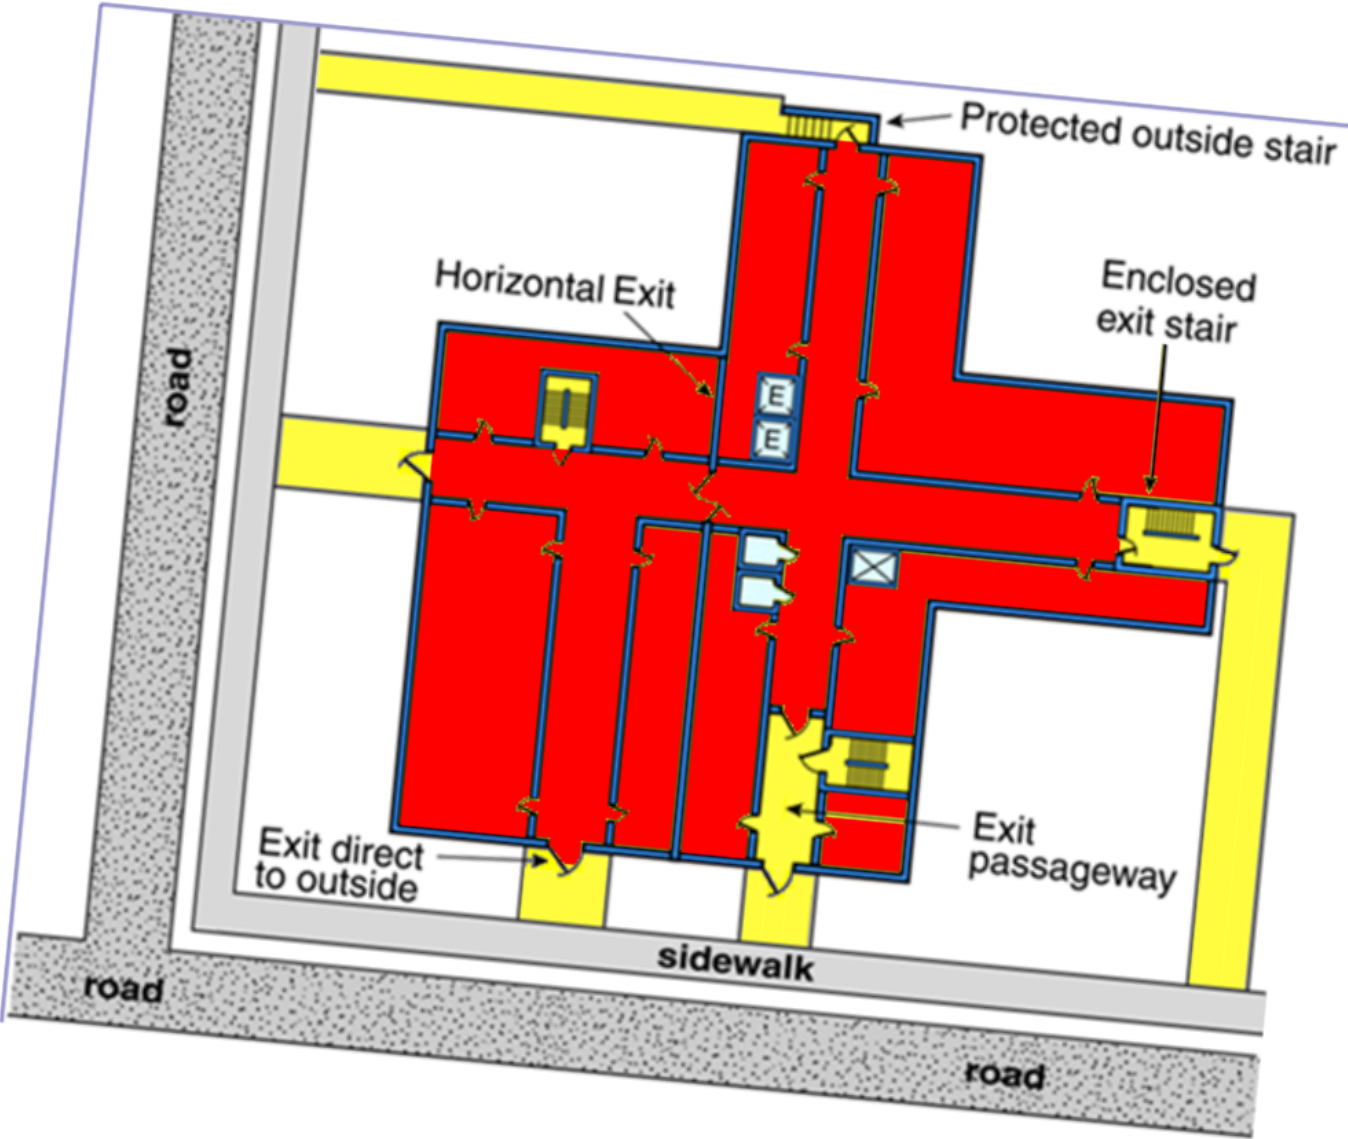 Protected outside stair
Horizontal Exit
Enclosed
exit stair
road
E
E
Exit direct
to outside
Exit
passageway
sidewalk
road
road